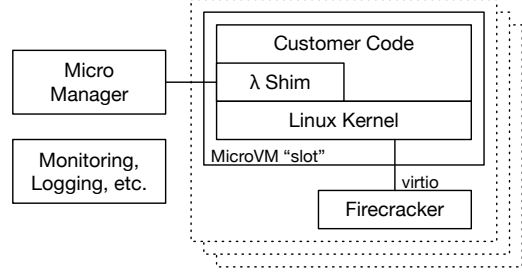 Micro
Manager
Monitoring,
Logging, etc.
Customer Code
λ Shim
Linux Kernel
MicroVM “slot”
virtio
Firecracker